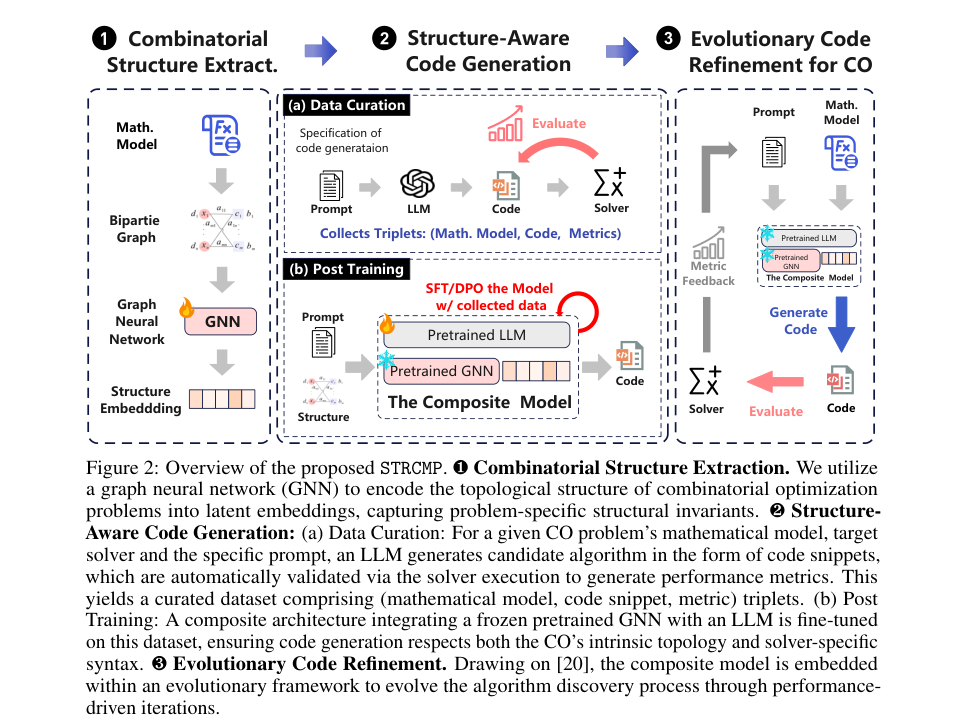 1 Combinatorial
Structure Extract.
2 Structure-Aware
Code Generation
3 Evolutionary Code
Refinement for CO
Math.
Model
Bipartie
Graph
Graph
Neural
Network
GNN
Structure
Embeddding
(a) Data Curation
Specification of
code generataion
Evaluate
Prompt
LLM
Code
Solver
Collects Triplets: (Math. Model, Code, Metrics)
(b) Post Training
SFT/DPO the Model
w/ collected data
Prompt
Structure
Pretrained LLM
Pretrained GNN
The Composite Model
Code
Prompt
Math.
Model
Pretrained LLM
Pretrained
GNN
The Composite Model
Metric
Feedback
Generate
Code
Solver
Evaluate
Code
Figure 2: Overview of the proposed STRCMP. ❶ Combinatorial Structure Extraction. We utilize
a graph neural network (GNN) to encode the topological structure of combinatorial optimization
problems into latent embeddings, capturing problem-specific structural invariants. ❷ Structure-
Aware Code Generation: (a) Data Curation: For a given CO problem's mathematical model, target
solver and the specific prompt, an LLM generates candidate algorithm in the form of code snippets,
which are automatically validated via the solver execution to generate performance metrics. This
yields a curated dataset comprising (mathematical model, code snippet, metric) triplets. (b) Post
Training: A composite architecture integrating a frozen pretrained GNN with an LLM is fine-tuned
on this dataset, ensuring code generation respects both the CO's intrinsic topology and solver-specific
syntax. ❸ Evolutionary Code Refinement. Drawing on [20], the composite model is embedded
within an evolutionary framework to evolve the algorithm discovery process through performance-
driven iterations.